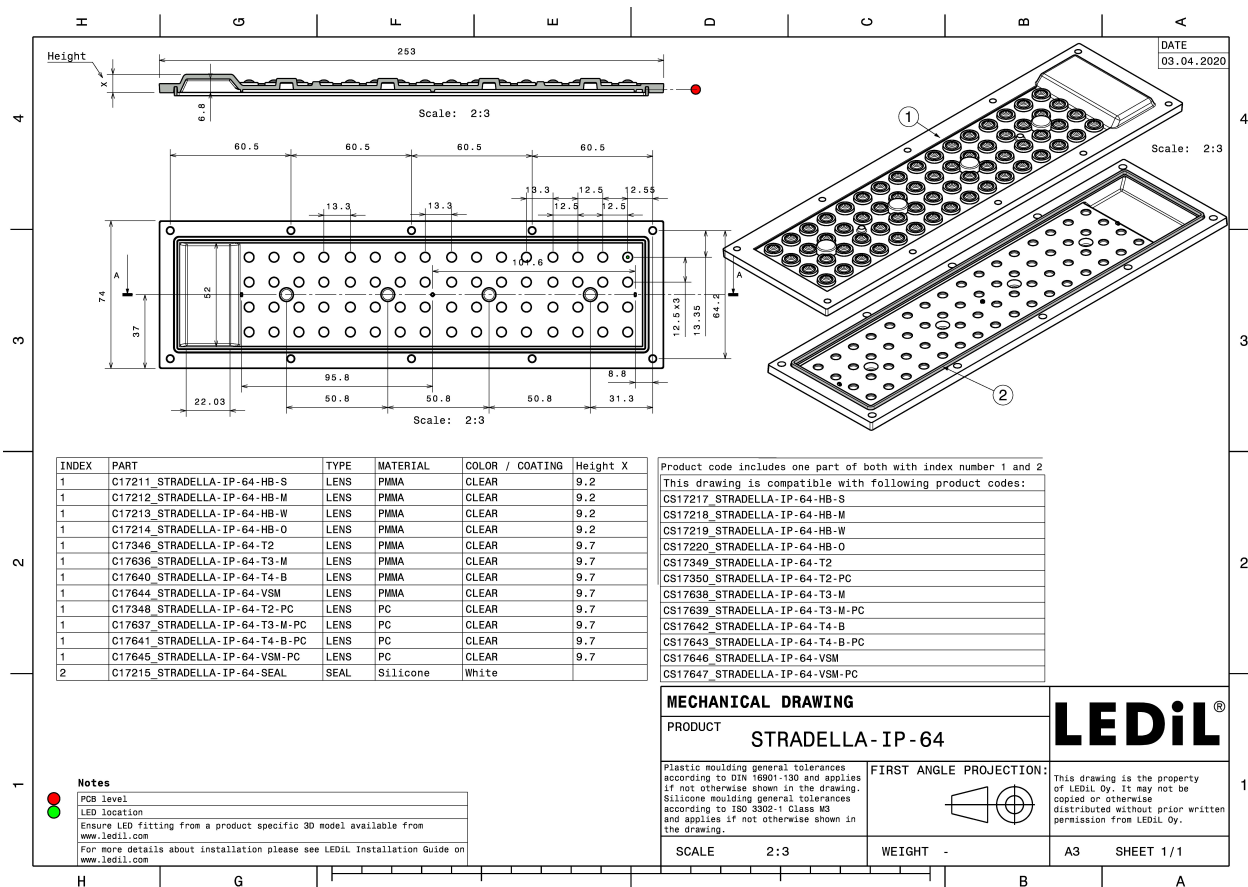 H G F E D C B A
DATE
03.04.2020
Height
253
X
6.8
Scale: 2:3
4
4
1
Scale: 2:3
60.5 60.5 60.5 60.5
13.3 12.5 12.55
13.3 13.3 12.5 12.5
A
A
101.6
74
37
52
12.5x3
13.35
64.2
3
3
95.8
8.8
22.03
50.8 50.8 50.8 31.3
Scale: 2:3
2
INDEX PART TYPE MATERIAL COLOR / COATING Height X
1 C17211_STRADELLA-IP-64-HB-S LENS PMMA CLEAR 9.2
1 C17212_STRADELLA-IP-64-HB-M LENS PMMA CLEAR 9.2
1 C17213_STRADELLA-IP-64-HB-W LENS PMMA CLEAR 9.2
1 C17214_STRADELLA-IP-64-HB-O LENS PMMA CLEAR 9.2
1 C17346_STRADELLA-IP-64-T2 LENS PMMA CLEAR 9.7
1 C17636_STRADELLA-IP-64-T3-M LENS PMMA CLEAR 9.7
1 C17640_STRADELLA-IP-64-T4-B LENS PMMA CLEAR 9.7
1 C17644_STRADELLA-IP-64-VSM LENS PMMA CLEAR 9.7
1 C17348_STRADELLA-IP-64-T2-PC LENS PC CLEAR 9.7
1 C17637_STRADELLA-IP-64-T3-M-PC LENS PC CLEAR 9.7
1 C17641_STRADELLA-IP-64-T4-B-PC LENS PC CLEAR 9.7
1 C17645_STRADELLA-IP-64-VSM-PC LENS PC CLEAR 9.7
2 C17215_STRADELLA-IP-64-SEAL SEAL Silicone White
Product code includes one part of both with index number 1 and 2
This drawing is compatible with following product codes:
CS17217_STRADELLA-IP-64-HB-S
CS17218_STRADELLA-IP-64-HB-M
CS17219_STRADELLA-IP-64-HB-W
CS17220_STRADELLA-IP-64-HB-O
CS17349_STRADELLA-IP-64-T2
CS17350_STRADELLA-IP-64-T2-PC
CS17638_STRADELLA-IP-64-T3-M
CS17639_STRADELLA-IP-64-T3-M-PC
CS17642_STRADELLA-IP-64-T4-B
CS17643_STRADELLA-IP-64-T4-B-PC
CS17646_STRADELLA-IP-64-VSM
CS17647_STRADELLA-IP-64-VSM-PC
2
2
MECHANICAL DRAWING
PRODUCT
STRADELLA-IP-64
LEDiL®
Plastic moulding general tolerances
according to DIN 16901-130 and applies
if not otherwise shown in the drawing.
Silicone moulding general tolerances
according to ISO 3302-1 Class M3
and applies if not otherwise shown in
the drawing.
FIRST ANGLE PROJECTION:
This drawing is the property
of LEDiL Oy. It may not be
copied or otherwise
distributed without prior written
permission from LEDiL Oy.
SCALE 2:3
WEIGHT -
A3 SHEET 1/1
1
1
Notes
PCB level
LED location
Ensure LED fitting from a product specific 3D model available from
www.ledil.com
For more details about installation please see LEDiL Installation Guide on
www.ledil.com
H G B A